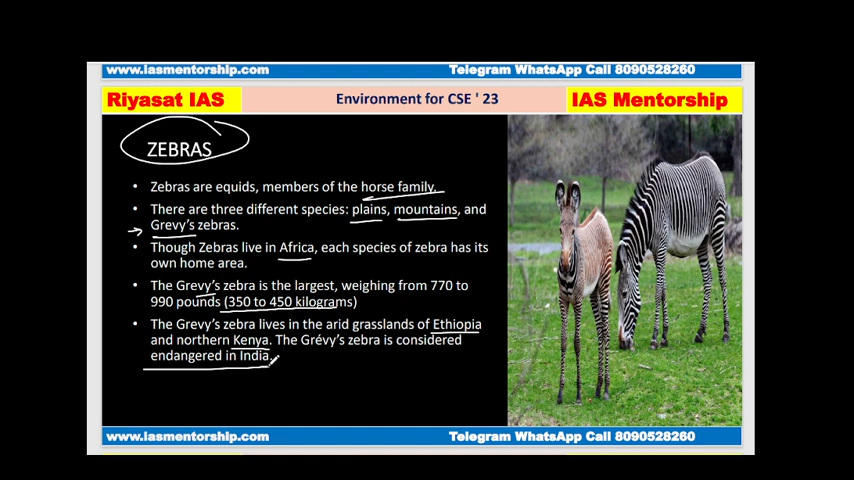 www.iasmentorship.com Telegram WhatsApp Call 8090528260
Riyasat IAS Environment for CSE ' 23 IAS Mentorship
ZEBRAS
• Zebras are equids, members of the horse family.
• There are three different species: plains, mountains, and
Grevy's zebras.
• Though Zebras live in Africa, each species of zebra has its
own home area.
• The Grevy's zebra is the largest, weighing from 770 to
990 pounds (350 to 450 kilograms)
• The Grevy's zebra lives in the arid grasslands of Ethiopia
and northern Kenya. The Grévy's zebra is considered
endangered in India.
www.iasmentorship.com Telegram WhatsApp Call 8090528260